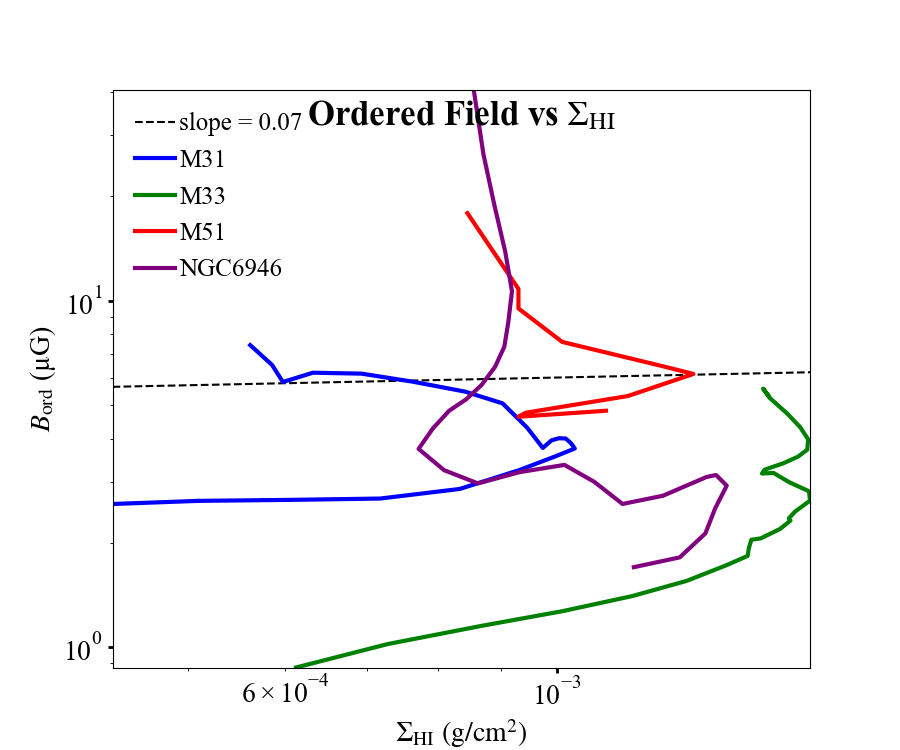 Ordered Field vs Σ_HI
slope = 0.07
M31
M33
M51
NGC6946
10^1
10^0
B_ord (μG)
6 × 10^−4
10^−3
Σ_HI (g/cm^2)